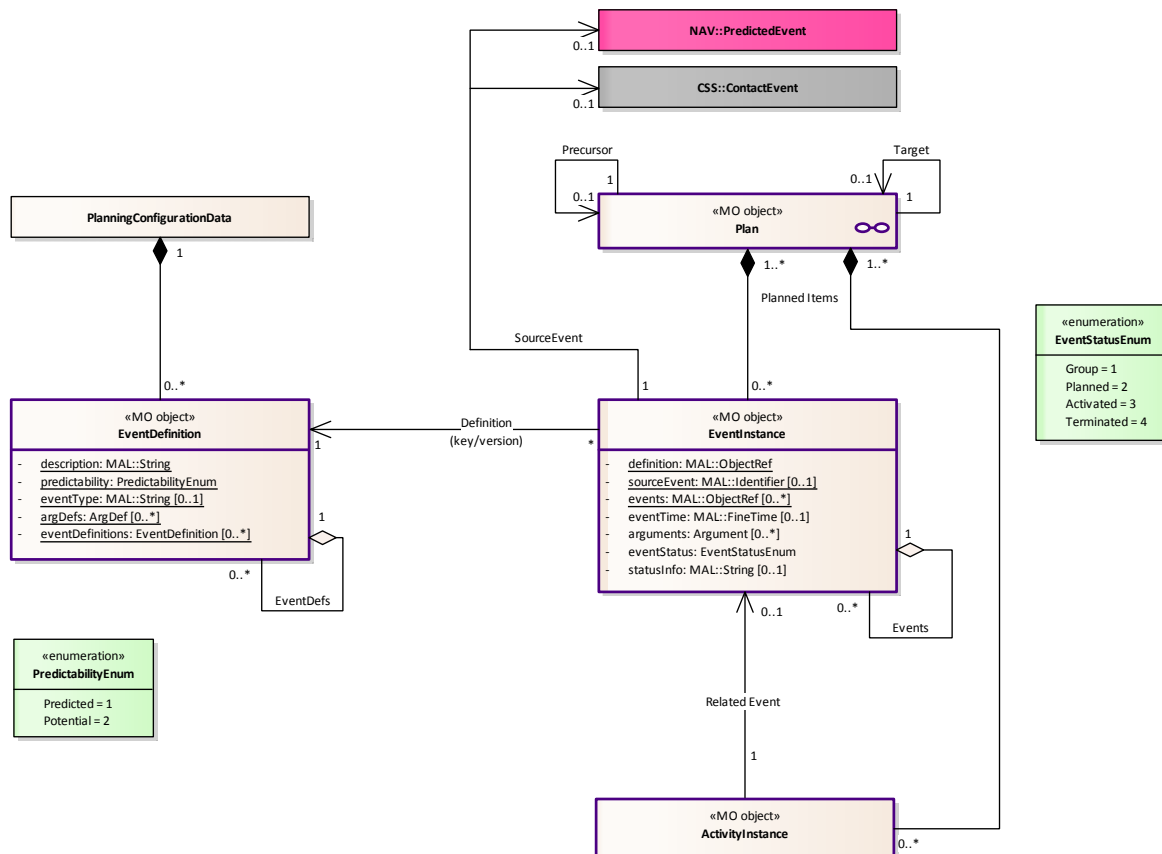 NAV::PredictedEvent
0..1
CSS::ContactEvent
0..1
Precursor
Target
1
0..1
0..1
1
«MO object»
Plan
PlanningConfigurationData
1
1..*
1..*
Planned Items
SourceEvent
«enumeration»
EventStatusEnum
Group = 1
Planned = 2
Activated = 3
Terminated = 4
0..*
1
0..*
«MO object»
EventDefinition
- description: MAL::String
- predictability: PredictabilityEnum
- eventType: MAL::String [0..1]
- argDefs: ArgDef [0..*]
- eventDefinitions: EventDefinition [0..*]
Definition
(key/version)
1
*
«MO object»
EventInstance
- definition: MAL::ObjectRef
- sourceEvent: MAL::Identifier [0..1]
- events: MAL::ObjectRef [0..*]
- eventTime: MAL::FineTime [0..1]
- arguments: Argument [0..*]
- eventStatus: EventStatusEnum
- statusInfo: MAL::String [0..1]
1
0..*
EventDefs
1
0..*
Events
0..1
«enumeration»
PredictabilityEnum
Predicted = 1
Potential = 2
Related Event
1
«MO object»
ActivityInstance
0..*